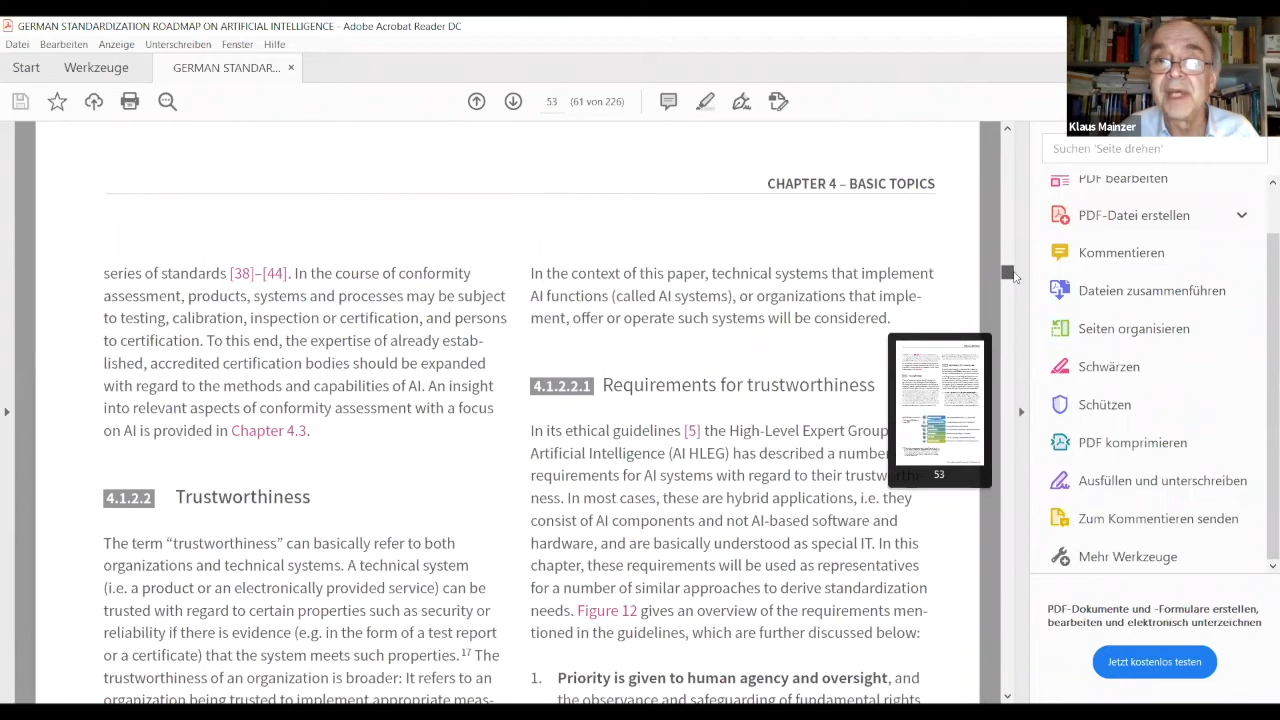 GERMAN STANDARDIZATION ROADMAP ON ARTIFICIAL INTELLIGENCE - Adobe Acrobat Reader DC
Datei Bearbeiten Anzeige Unterschreiben Fenster Hilfe
Start Werkzeuge GERMAN STANDAR... ×
53 (61 von 226)
Klaus Mainzer
CHAPTER 4 – BASIC TOPICS
series of standards [38]–[44]. In the course of conformity
assessment, products, systems and processes may be subject
to testing, calibration, inspection or certification, and persons
to certification. To this end, the expertise of already estab-
lished, accredited certification bodies should be expanded
with regard to the methods and capabilities of AI. An insight
into relevant aspects of conformity assessment with a focus
on AI is provided in Chapter 4.3.
4.1.2.2 Trustworthiness
The term “trustworthiness” can basically refer to both
organizations and technical systems. A technical system
(i.e. a product or an electronically provided service) can be
trusted with regard to certain properties such as security or
reliability if there is evidence (e.g. in the form of a test report
or a certificate) that the system meets such properties.17 The
trustworthiness of an organization is broader: It refers to an
organization being trusted to implement appropriate meas-
In the context of this paper, technical systems that implement
AI functions (called AI systems), or organizations that imple-
ment, offer or operate such systems will be considered.
4.1.2.2.1 Requirements for trustworthiness
In its ethical guidelines [5] the High-Level Expert Group
Artificial Intelligence (AI HLEG) has described a number
requirements for AI systems with regard to their trustworthi-
ness. In most cases, these are hybrid applications, i.e. they
consist of AI components and not AI-based software and
hardware, and are basically understood as special IT. In this
chapter, these requirements will be used as representatives
for a number of similar approaches to derive standardization
needs. Figure 12 gives an overview of the requirements men-
tioned in the guidelines, which are further discussed below:
1. Priority is given to human agency and oversight, and
the observance and safeguarding of fundamental rights
53
Suchen 'Seite drehen'
PDF bearbeiten
PDF-Datei erstellen
Kommentieren
Dateien zusammenführen
Seiten organisieren
Schwärzen
Schützen
PDF komprimieren
Ausfüllen und unterschreiben
Zum Kommentieren senden
Mehr Werkzeuge
PDF-Dokumente und -Formulare erstellen,
bearbeiten und elektronisch unterzeichnen
Jetzt kostenlos testen